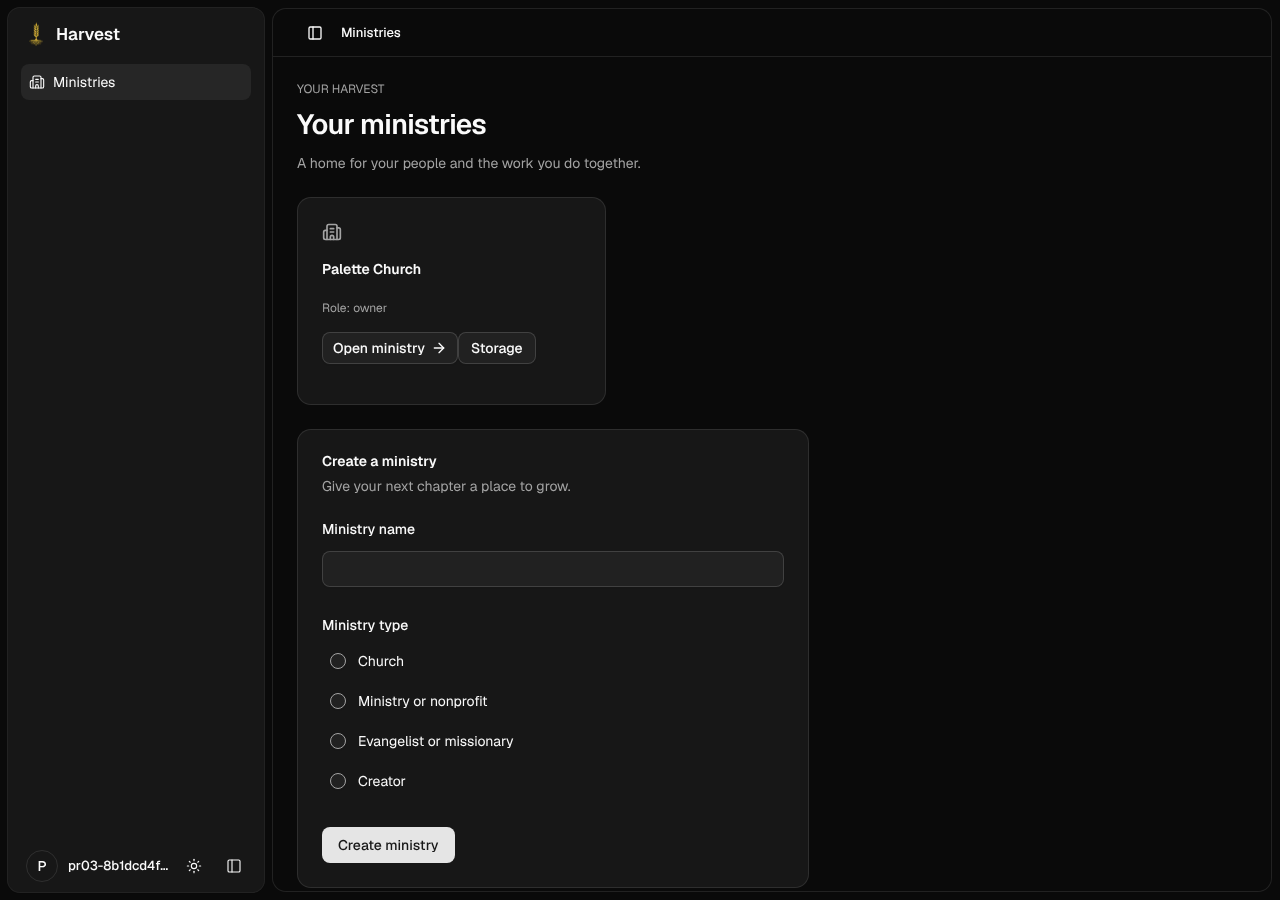 Harvest
Ministries
Ministries
YOUR HARVEST
Your ministries
A home for your people and the work you do together.
Palette Church
Role: owner
Open ministry → Storage
Create a ministry
Give your next chapter a place to grow.
Ministry name
Ministry type
Church
Ministry or nonprofit
Evangelist or missionary
Creator
Create ministry
P pr03-8b1dcd4f...